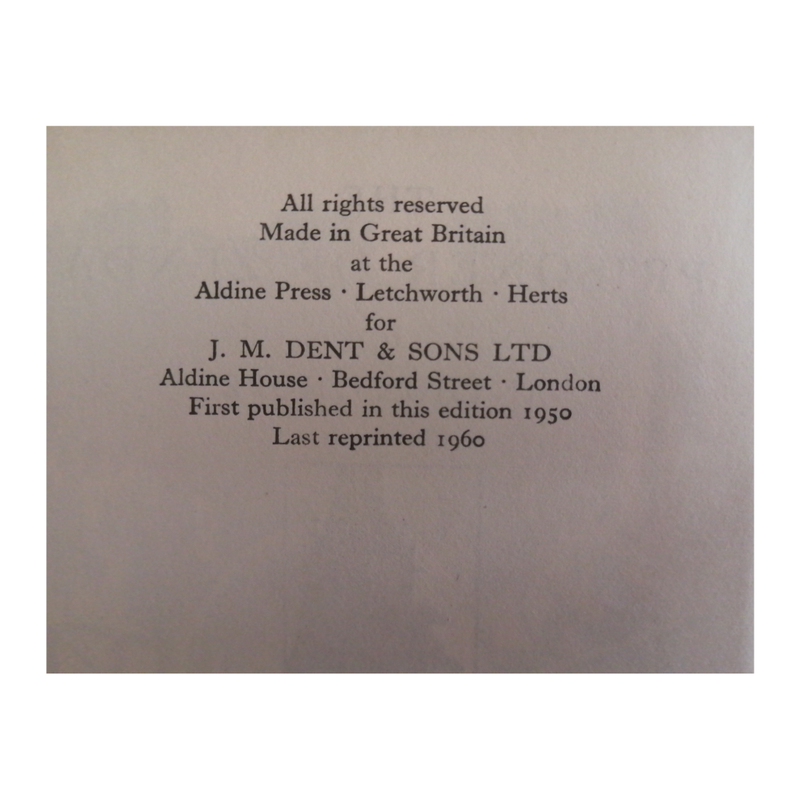 All rights reserved
Made in Great Britain
at the
Aldine Press · Letchworth · Herts
for
J. M. DENT & SONS LTD
Aldine House · Bedford Street · London
First published in this edition 1950
Last reprinted 1960